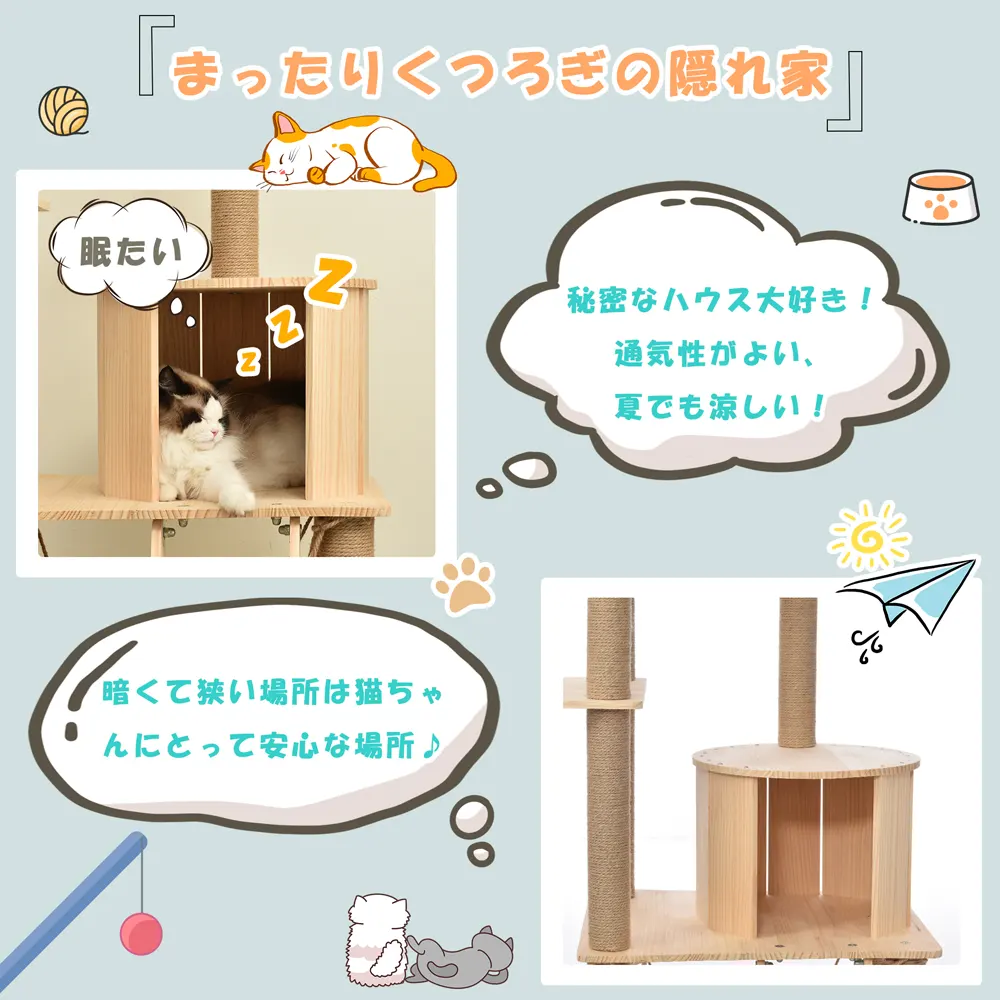 『まったりくつろぎの隠れ家』
眠たい
z
z
z
秘密なハウス大好き！
通気性がよい、
夏でも涼しい！
暗くて狭い場所は猫ちゃ
んにとって安心な場所♪